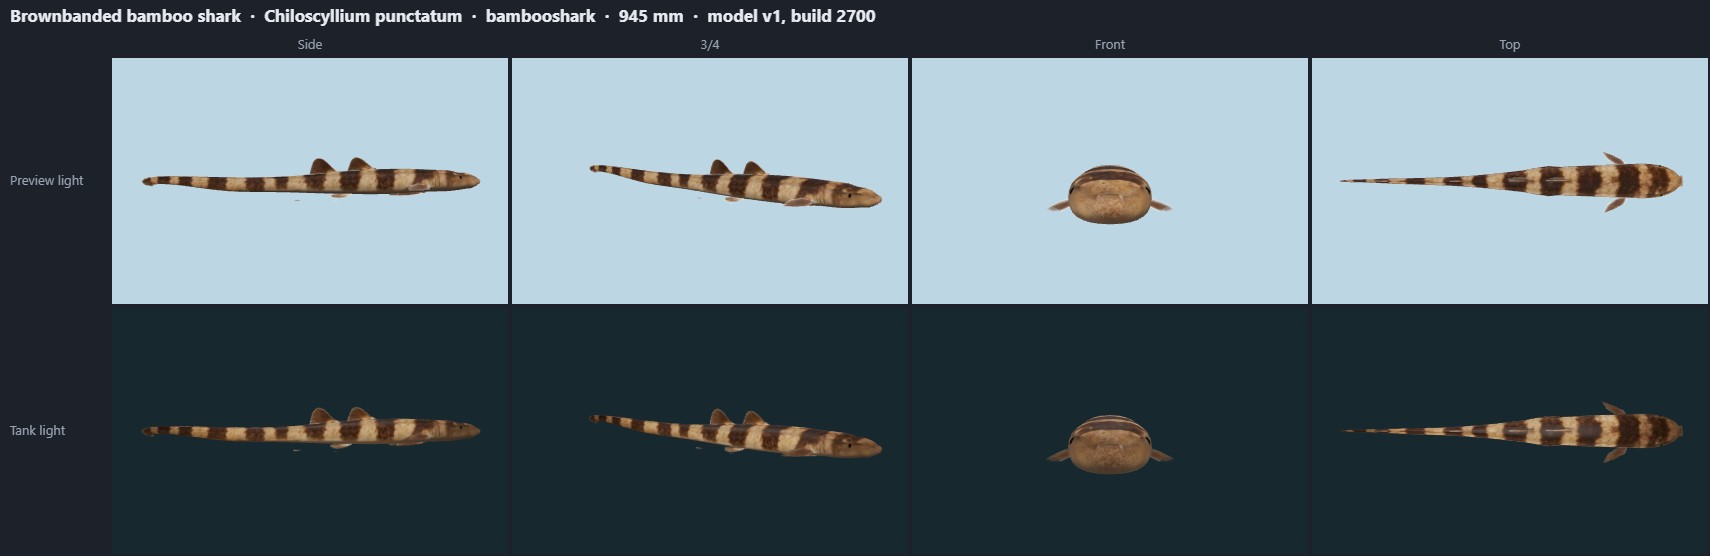 Brownbanded bamboo shark · Chiloscyllium punctatum · bambooshark · 945 mm · model v1, build 2700
Side 3/4 Front Top
Preview light
Tank light